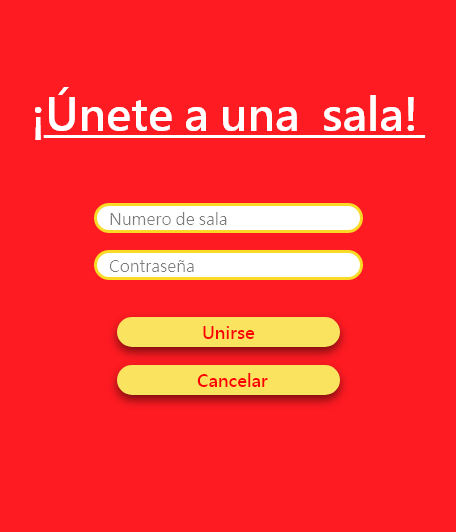 ¡Únete a una  sala!
Numero de sala
Contraseña
Unirse
Cancelar